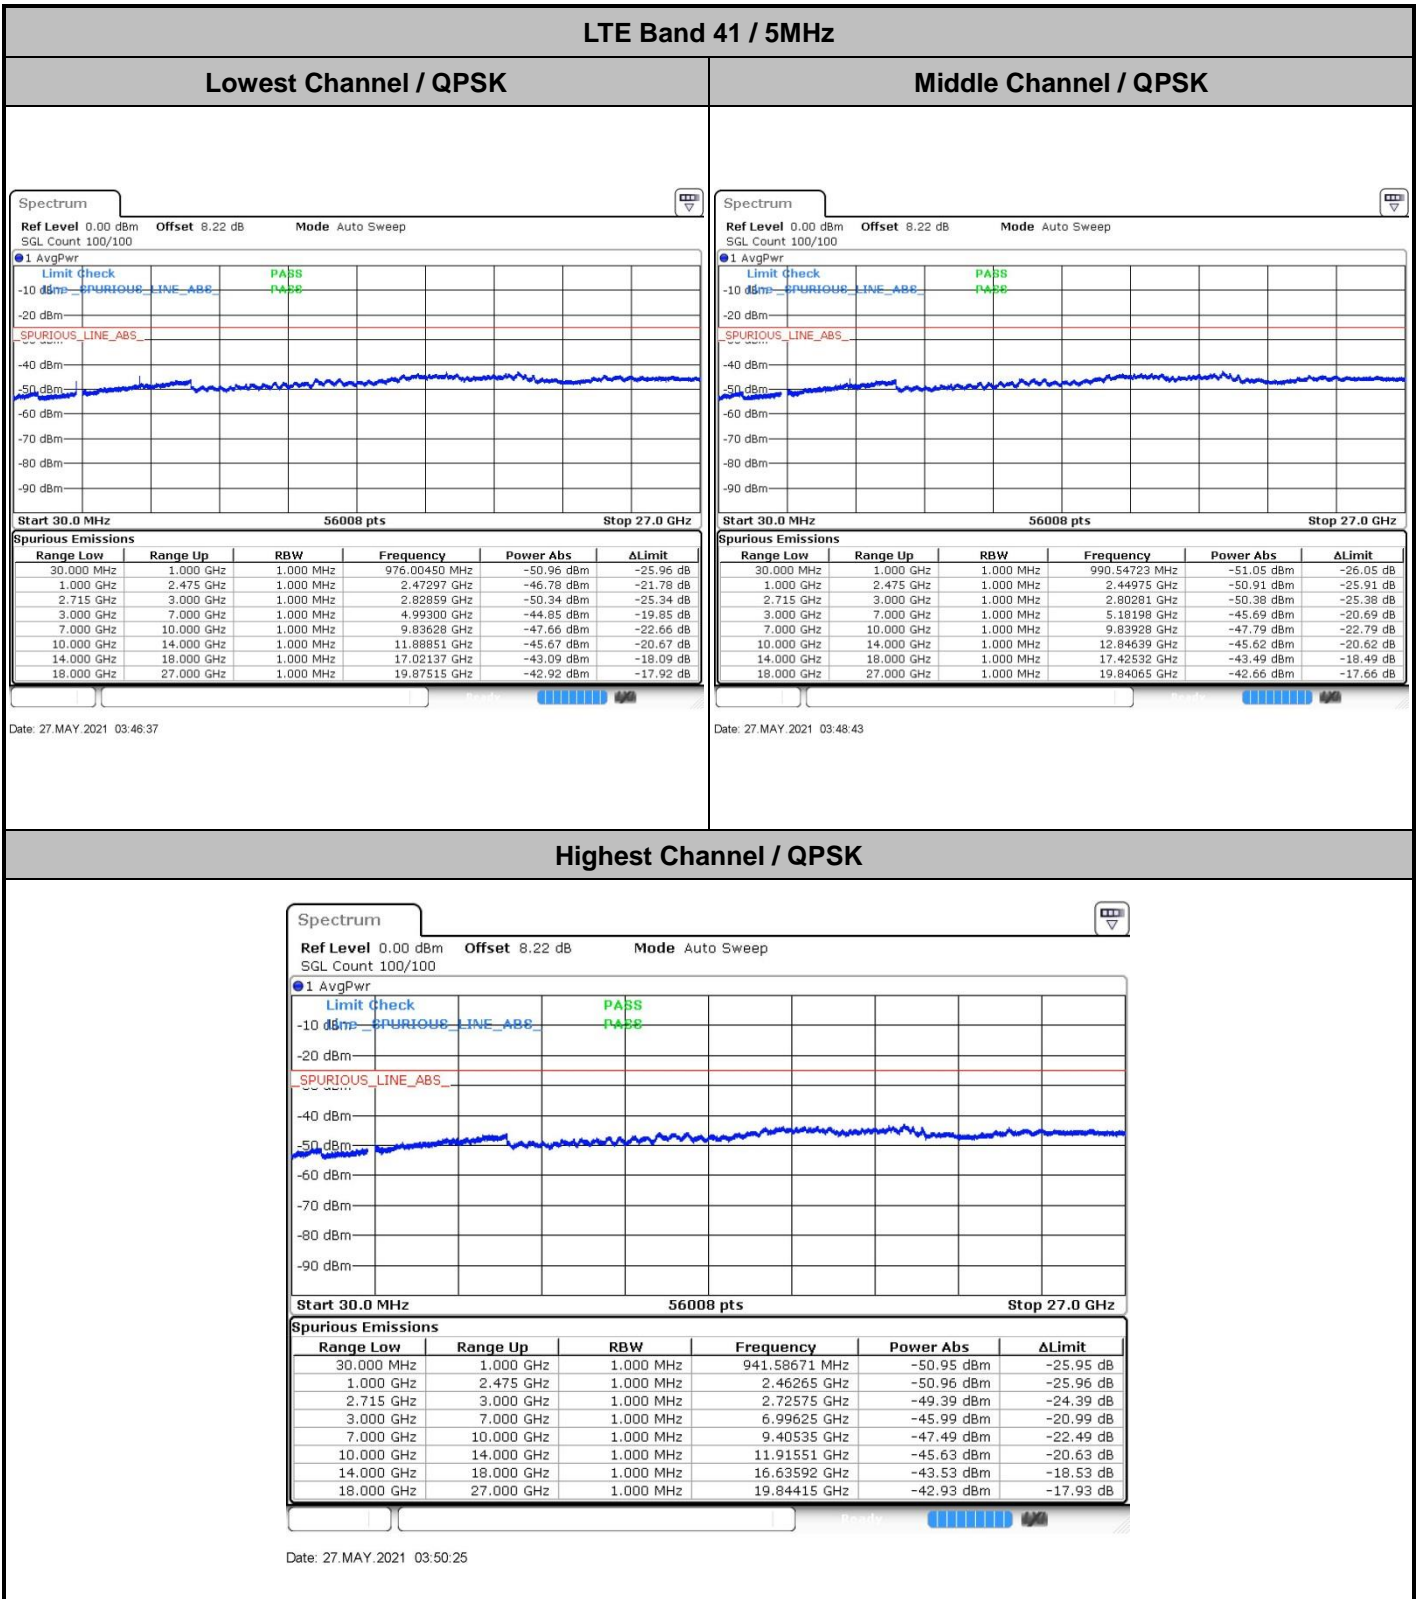 LTE Band 41 / 5MHz
Lowest Channel / QPSK
Middle Channel / QPSK
Spectrum
Ref Level 0.00 dBm Offset 8.22 dB Mode Auto Sweep
SGL Count 100/100
1 AvgPwr
Limit Check PASS
-10 dBm Line _SPURIOUS_LINE_ABS_ PASS
-20 dBm
_SPURIOUS_LINE_ABS_
-40 dBm
-50 dBm
-60 dBm
-70 dBm
-80 dBm
-90 dBm
Start 30.0 MHz 56008 pts Stop 27.0 GHz
Spurious Emissions
Range Low Range Up RBW Frequency Power Abs ΔLimit
30.000 MHz 1.000 GHz 1.000 MHz 976.00450 MHz -50.96 dBm -25.96 dB
1.000 GHz 2.475 GHz 1.000 MHz 2.47297 GHz -46.78 dBm -21.78 dB
2.715 GHz 3.000 GHz 1.000 MHz 2.82859 GHz -50.34 dBm -25.34 dB
3.000 GHz 7.000 GHz 1.000 MHz 4.99300 GHz -44.85 dBm -19.85 dB
7.000 GHz 10.000 GHz 1.000 MHz 9.83628 GHz -47.66 dBm -22.66 dB
10.000 GHz 14.000 GHz 1.000 MHz 11.88851 GHz -45.67 dBm -20.67 dB
14.000 GHz 18.000 GHz 1.000 MHz 17.02137 GHz -43.09 dBm -18.09 dB
18.000 GHz 27.000 GHz 1.000 MHz 19.87515 GHz -42.92 dBm -17.92 dB
Date: 27.MAY.2021 03:46:37
Spectrum
Ref Level 0.00 dBm Offset 8.22 dB Mode Auto Sweep
SGL Count 100/100
1 AvgPwr
Limit Check PASS
-10 dBm Line _SPURIOUS_LINE_ABS_ PASS
-20 dBm
_SPURIOUS_LINE_ABS_
-40 dBm
-50 dBm
-60 dBm
-70 dBm
-80 dBm
-90 dBm
Start 30.0 MHz 56008 pts Stop 27.0 GHz
Spurious Emissions
Range Low Range Up RBW Frequency Power Abs ΔLimit
30.000 MHz 1.000 GHz 1.000 MHz 990.54723 MHz -51.05 dBm -26.05 dB
1.000 GHz 2.475 GHz 1.000 MHz 2.44975 GHz -50.91 dBm -25.91 dB
2.715 GHz 3.000 GHz 1.000 MHz 2.80281 GHz -50.38 dBm -25.38 dB
3.000 GHz 7.000 GHz 1.000 MHz 5.18198 GHz -45.69 dBm -20.69 dB
7.000 GHz 10.000 GHz 1.000 MHz 9.83928 GHz -47.79 dBm -22.79 dB
10.000 GHz 14.000 GHz 1.000 MHz 12.84639 GHz -45.62 dBm -20.62 dB
14.000 GHz 18.000 GHz 1.000 MHz 17.42532 GHz -43.49 dBm -18.49 dB
18.000 GHz 27.000 GHz 1.000 MHz 19.84065 GHz -42.66 dBm -17.66 dB
Date: 27.MAY.2021 03:48:43
Highest Channel / QPSK
Spectrum
Ref Level 0.00 dBm Offset 8.22 dB Mode Auto Sweep
SGL Count 100/100
1 AvgPwr
Limit Check PASS
-10 dBm Line _SPURIOUS_LINE_ABS_ PASS
-20 dBm
_SPURIOUS_LINE_ABS_
-40 dBm
-50 dBm
-60 dBm
-70 dBm
-80 dBm
-90 dBm
Start 30.0 MHz 56008 pts Stop 27.0 GHz
Spurious Emissions
Range Low Range Up RBW Frequency Power Abs ΔLimit
30.000 MHz 1.000 GHz 1.000 MHz 941.58671 MHz -50.95 dBm -25.95 dB
1.000 GHz 2.475 GHz 1.000 MHz 2.46265 GHz -50.96 dBm -25.96 dB
2.715 GHz 3.000 GHz 1.000 MHz 2.72575 GHz -49.39 dBm -24.39 dB
3.000 GHz 7.000 GHz 1.000 MHz 6.99625 GHz -45.99 dBm -20.99 dB
7.000 GHz 10.000 GHz 1.000 MHz 9.40535 GHz -47.49 dBm -22.49 dB
10.000 GHz 14.000 GHz 1.000 MHz 11.91551 GHz -45.63 dBm -20.63 dB
14.000 GHz 18.000 GHz 1.000 MHz 16.63592 GHz -43.53 dBm -18.53 dB
18.000 GHz 27.000 GHz 1.000 MHz 19.84415 GHz -42.93 dBm -17.93 dB
Date: 27.MAY.2021 03:50:25